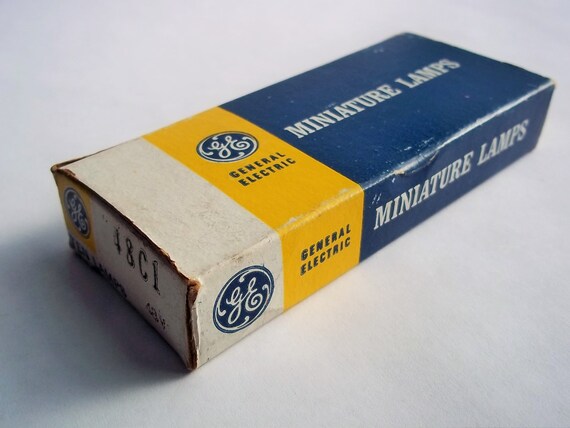 GE
GENERAL
ELECTRIC
MINIATURE LAMPS
GE
GENERAL
ELECTRIC
MINIATURE LAMPS
GE
48C1